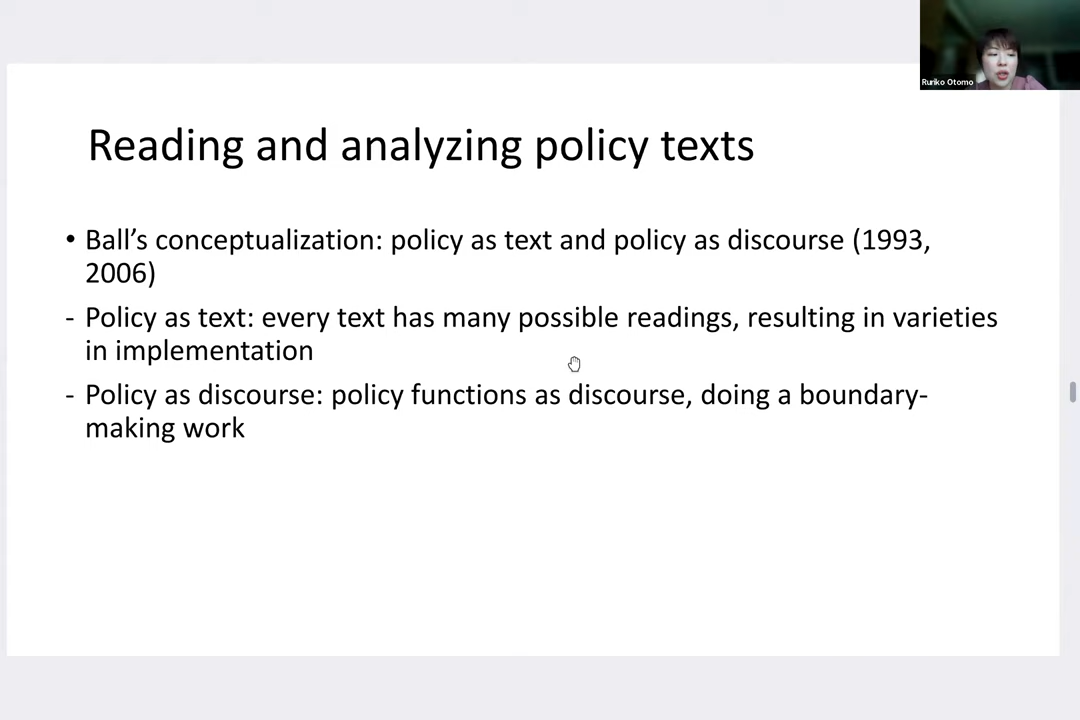 Ruriko Otomo
Reading and analyzing policy texts
• Ball’s conceptualization: policy as text and policy as discourse (1993,
2006)
- Policy as text: every text has many possible readings, resulting in varieties
in implementation
- Policy as discourse: policy functions as discourse, doing a boundary-
making work